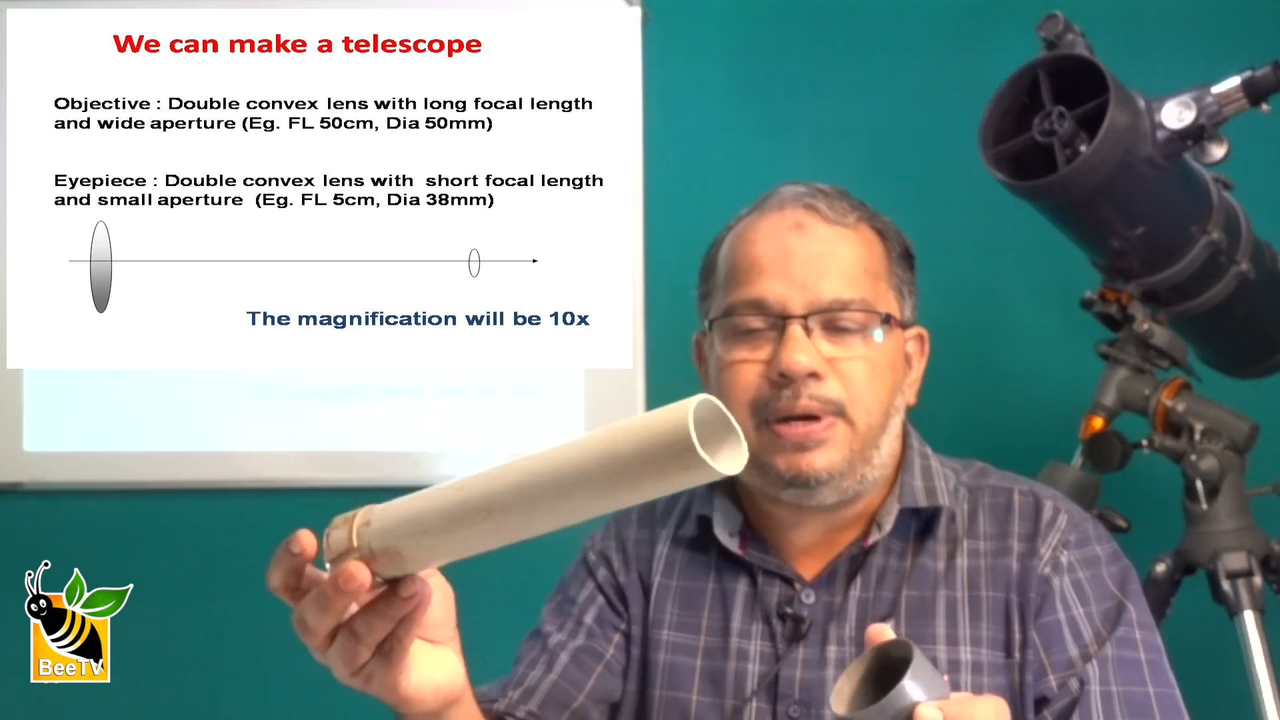 We can make a telescope
Objective : Double convex lens with long focal length
and wide aperture (Eg. FL 50cm, Dia 50mm)
Eyepiece : Double convex lens with short focal length
and small aperture (Eg. FL 5cm, Dia 38mm)
The magnification will be 10x
BeeTV